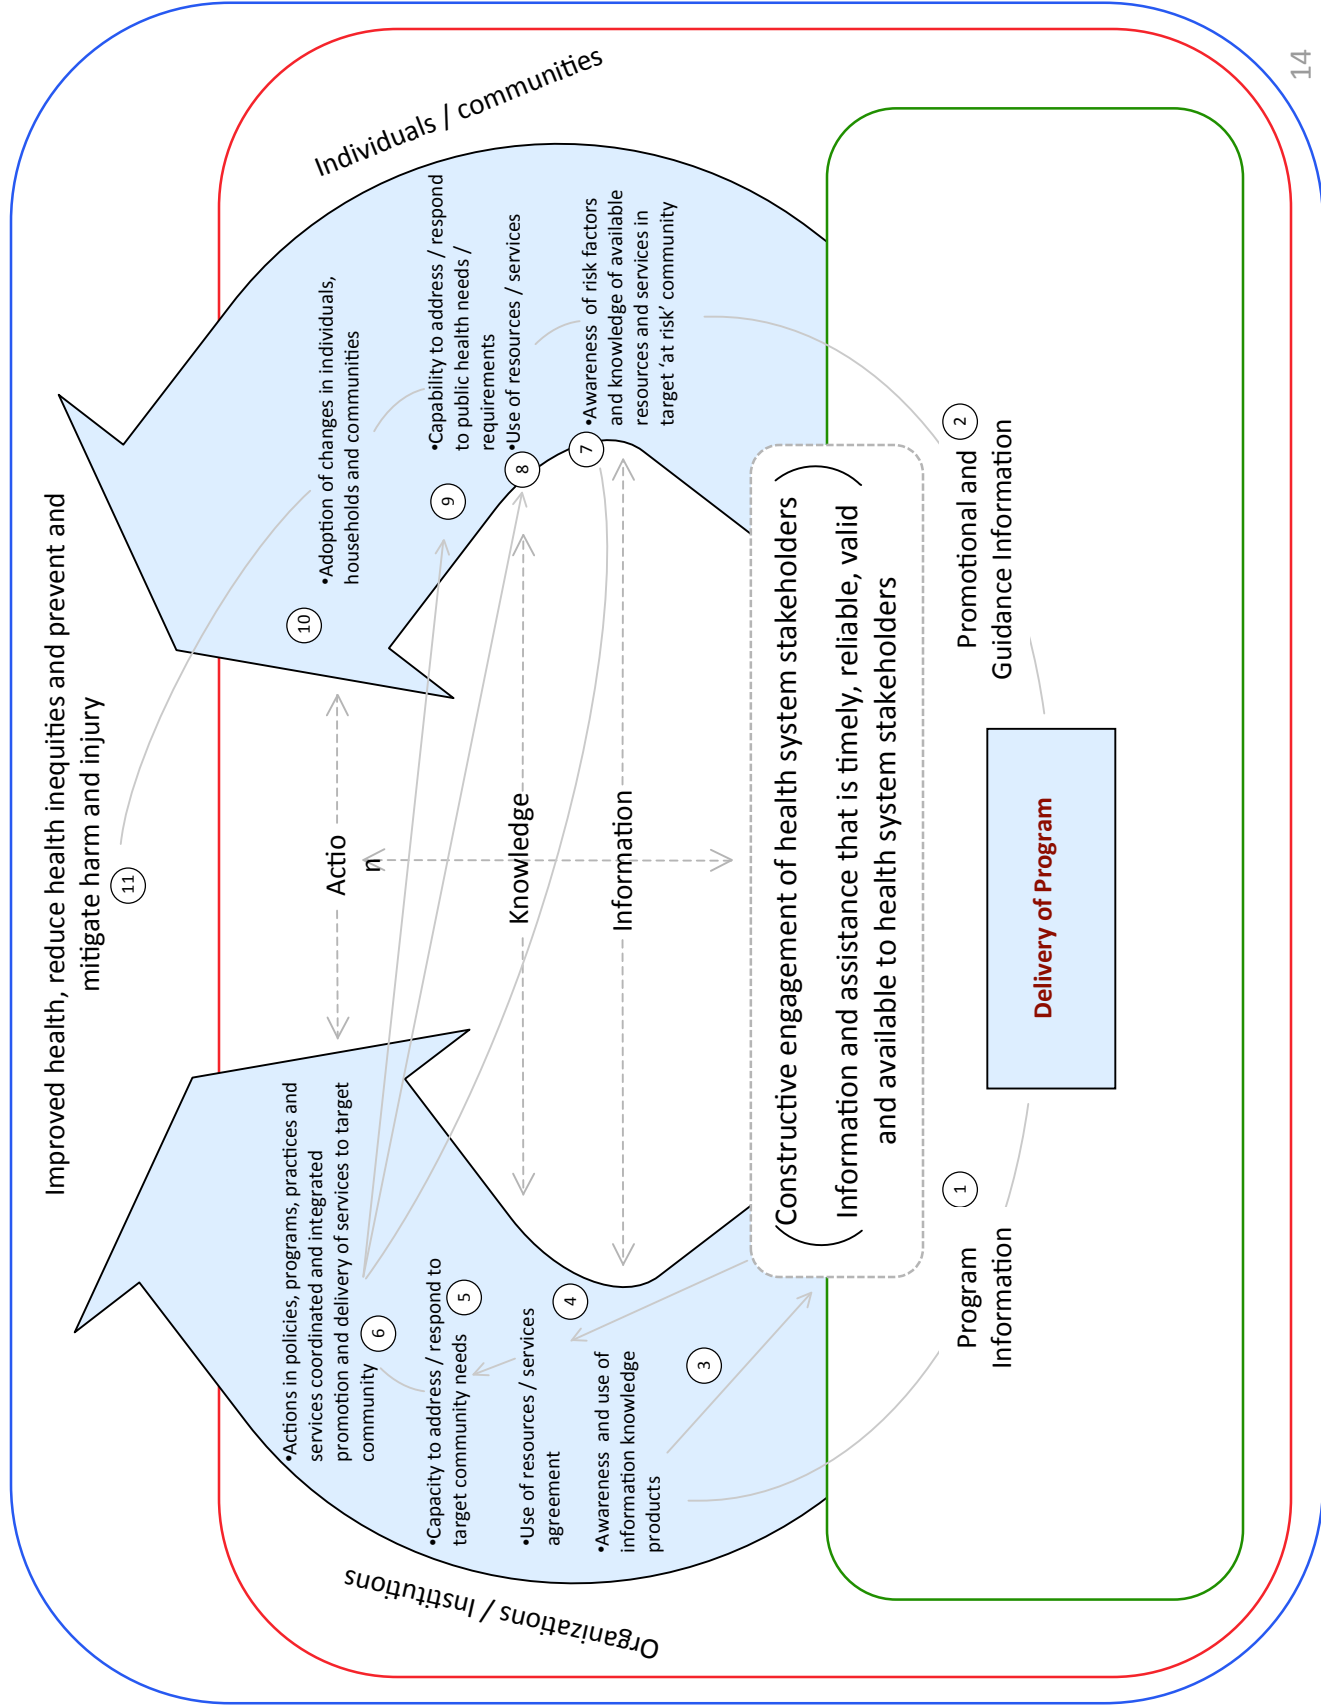 Improved health, reduce health inequities and prevent and
mitigate harm and injury
11
Organizations / Institutions
Individuals / communities
•Actions in policies, programs, practices and
services coordinated and integrated
promotion and delivery of services to target
community
6
•Capacity to address / respond to
target community needs
5
•Use of resources / services
agreement
4
•Awareness and use of
information knowledge
products
3
Actio
n
Knowledge
Information
10
•Adoption of changes in individuals,
households and communities
9
•Capability to address / respond
to public health needs /
requirements
•Use of resources / services
8
7
•Awareness of risk factors
and knowledge of available
resources and services in
target ‘at risk’ community
Constructive engagement of health system stakeholders
Information and assistance that is timely, reliable, valid
and available to health system stakeholders
Program
Information
1
Delivery of Program
Promotional and
Guidance Information
2
14